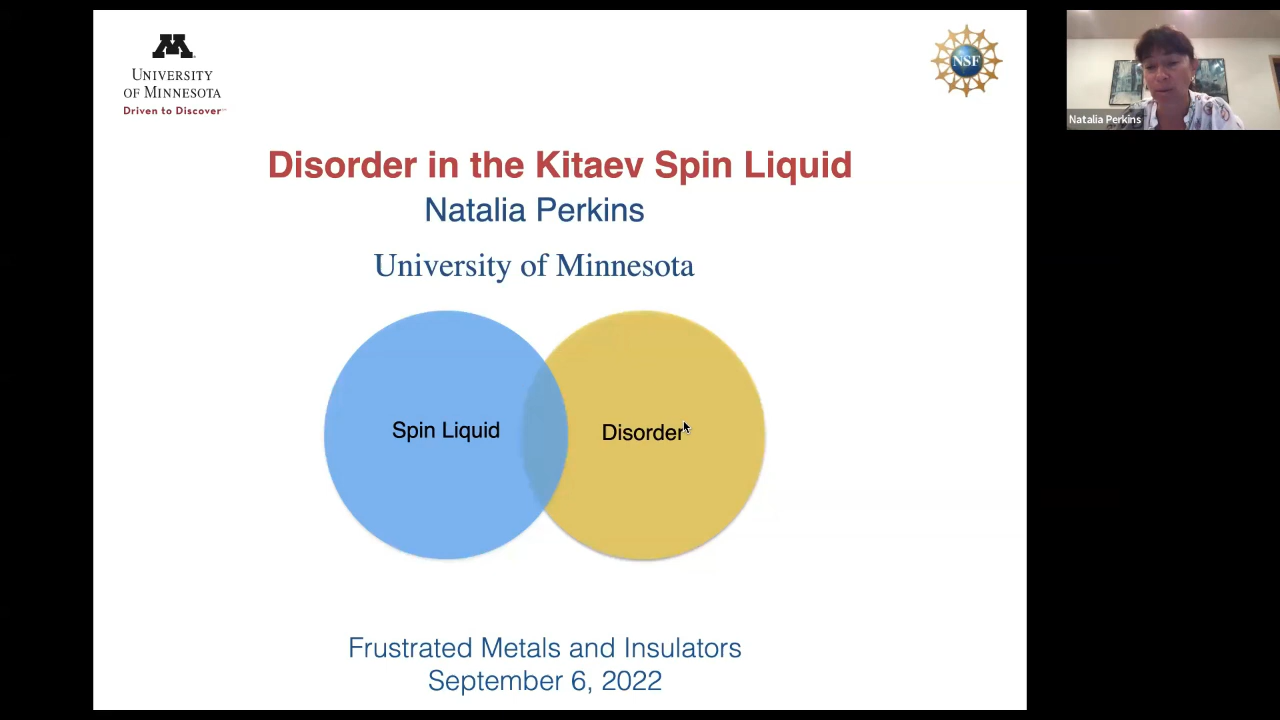 UNIVERSITY
OF MINNESOTA
Driven to Discover
NSF
Natalia Perkins
Disorder in the Kitaev Spin Liquid
Natalia Perkins
University of Minnesota
Spin Liquid
Disorder
Frustrated Metals and Insulators
September 6, 2022